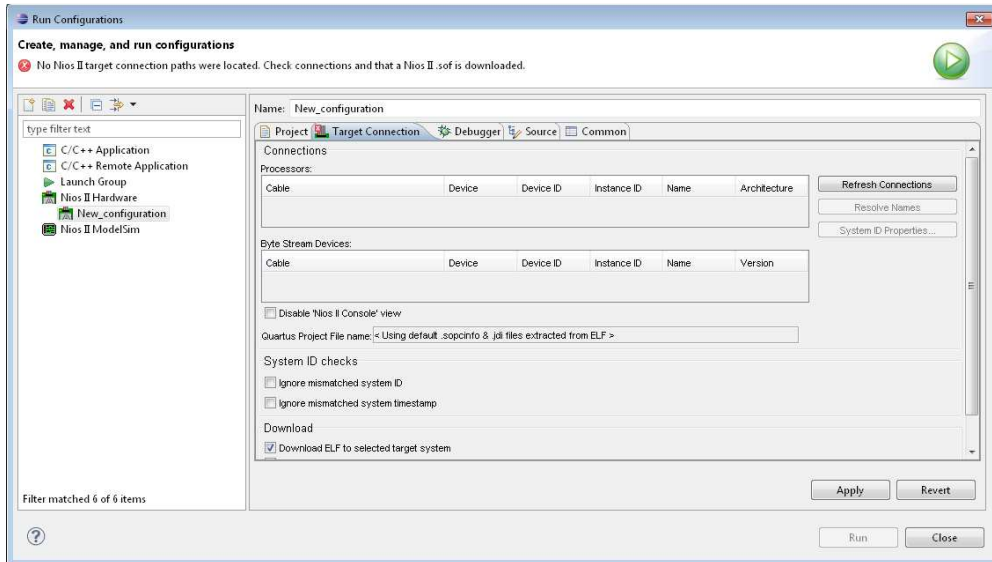 Run Configurations
Create, manage, and run configurations
No Nios II target connection paths were located. Check connections and that a Nios II .sof is downloaded.
type filter text
C/C++ Application
C/C++ Remote Application
Launch Group
Nios II Hardware
New_configuration
Nios II ModelSim
Filter matched 6 of 6 items
Name: New_configuration
Project Target Connection Debugger Source Common
Connections
Processors:
Cable Device Device ID Instance ID Name Architecture
Refresh Connections
Resolve Names
System ID Properties...
Byte Stream Devices:
Cable Device Device ID Instance ID Name Version
Disable 'Nios II Console' view
Quartus Project File name: < Using default .sopcinfo & .jdi files extracted from ELF >
System ID checks
Ignore mismatched system ID
Ignore mismatched system timestamp
Download
Download ELF to selected target system
Apply Revert
Run Close